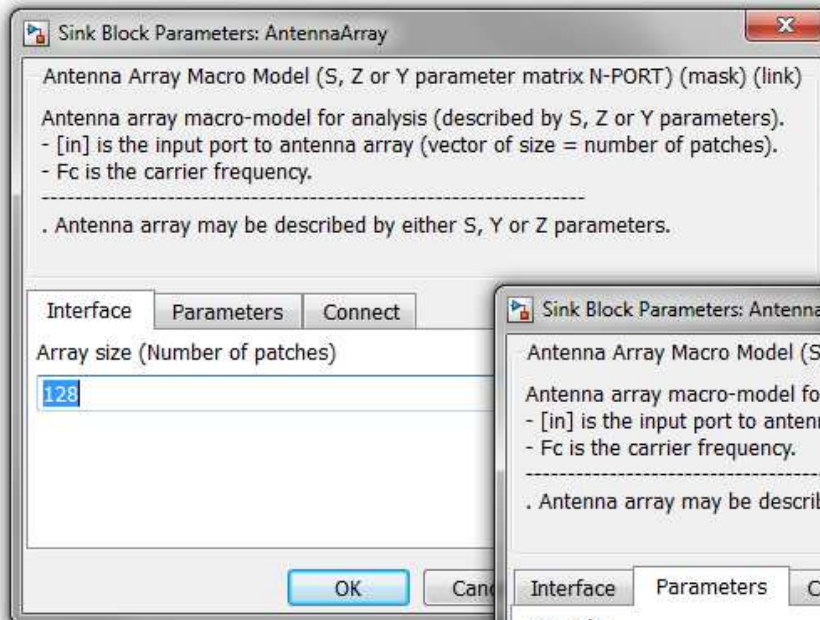 Sink Block Parameters: AntennaArray
Antenna Array Macro Model (S, Z or Y parameter matrix N-PORT) (mask) (link)
Antenna array macro-model for analysis (described by S, Z or Y parameters).
- [in] is the input port to antenna array (vector of size = number of patches).
- Fc is the carrier frequency.
-----------------------------------------------------------------
. Antenna array may be described by either S, Y or Z parameters.
Interface Parameters Connect
Array size (Number of patches)
128
OK Canc
Sink Block Parameters: Antenna
Antenna Array Macro Model (S
Antenna array macro-model fo
- [in] is the input port to anten
- Fc is the carrier frequency.
-----------------------------------
. Antenna array may be describ
Interface Parameters C